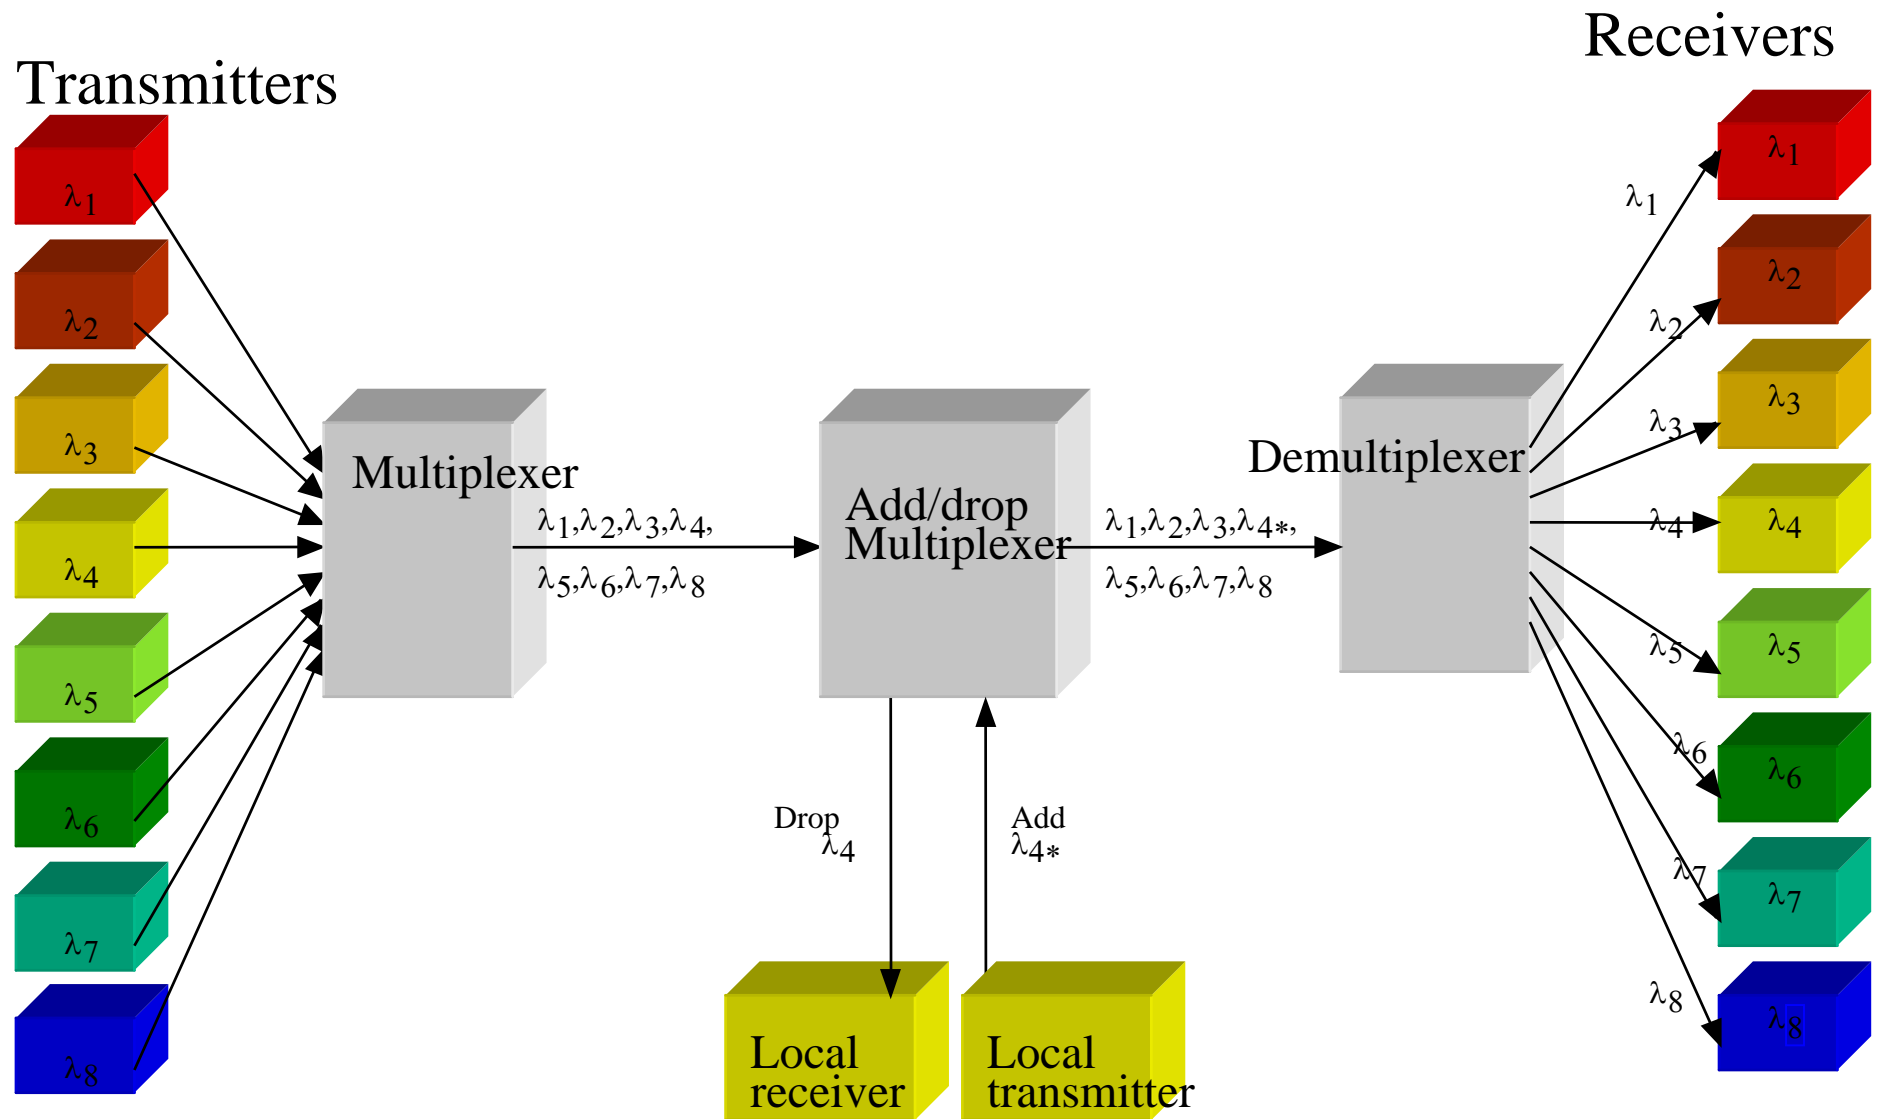 Transmitters
Receivers
λ1
λ2
λ3
λ4
λ5
λ6
λ7
λ8
Multiplexer
λ1,λ2,λ3,λ4,
λ5,λ6,λ7,λ8
Add/drop
Multiplexer
Drop
λ4
Add
λ4*
Local
receiver
Local
transmitter
λ1,λ2,λ3,λ4*,
λ5,λ6,λ7,λ8
Demultiplexer
λ1
λ2
λ3
λ4
λ5
λ6
λ7
λ8
λ1
λ2
λ3
λ4
λ5
λ6
λ7
λ8